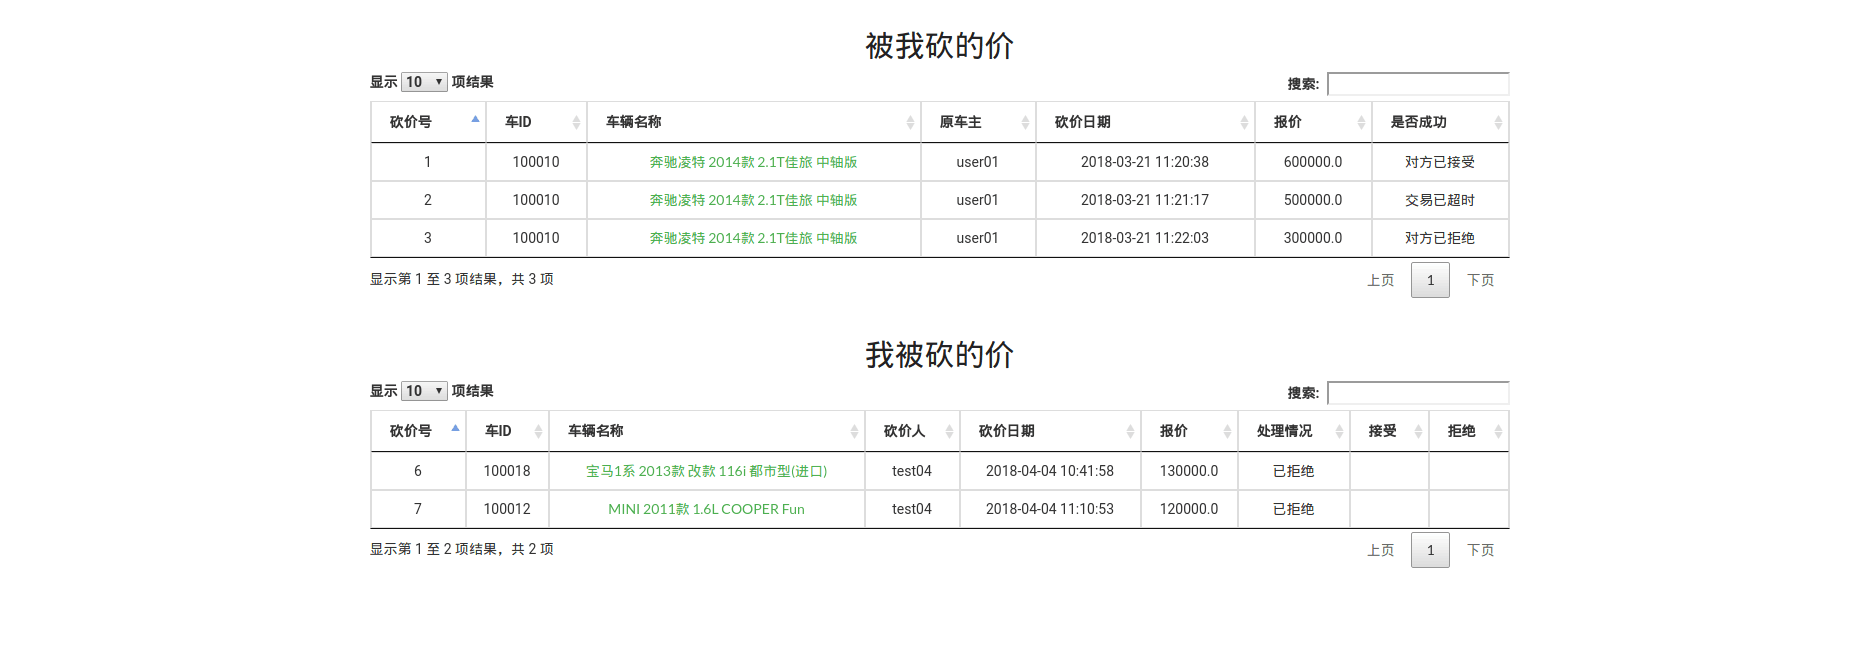 被我砍的价
显示 10 项结果 搜索:
砍价号 车ID 车辆名称 原车主 砍价日期 报价 是否成功
1 100010 奔驰凌特 2014款 2.1T佳旅 中轴版 user01 2018-03-21 11:20:38 600000.0 对方已接受
2 100010 奔驰凌特 2014款 2.1T佳旅 中轴版 user01 2018-03-21 11:21:17 500000.0 交易已超时
3 100010 奔驰凌特 2014款 2.1T佳旅 中轴版 user01 2018-03-21 11:22:03 300000.0 对方已拒绝
显示第 1 至 3 项结果，共 3 项 上页 1 下页
我被砍的价
显示 10 项结果 搜索:
砍价号 车ID 车辆名称 砍价人 砍价日期 报价 处理情况 接受 拒绝
6 100018 宝马1系 2013款 改款 116i 都市型(进口) test04 2018-04-04 10:41:58 130000.0 已拒绝
7 100012 MINI 2011款 1.6L COOPER Fun test04 2018-04-04 11:10:53 120000.0 已拒绝
显示第 1 至 2 项结果，共 2 项 上页 1 下页